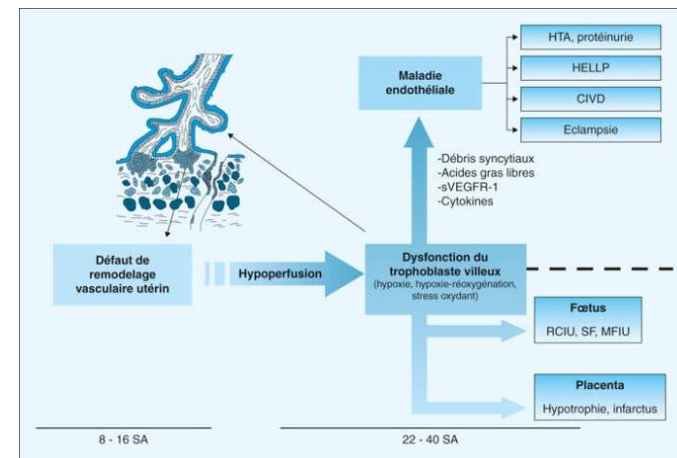 HTA, protéinurie
HELLP
CIVD
Eclampsie
Maladie
endothéliale
-Débris syncytiaux
-Acides gras libres
-sVEGFR-1
-Cytokines
Défaut de
remodelage
vasculaire utérin
Hypoperfusion
Dysfonction du
trophoblaste villeux
(hypoxie, hypoxie-réoxygénation,
stress oxydant)
Fœtus
RCIU, SF, MFIU
Placenta
Hypotrophie, infarctus
8 - 16 SA
22 - 40 SA